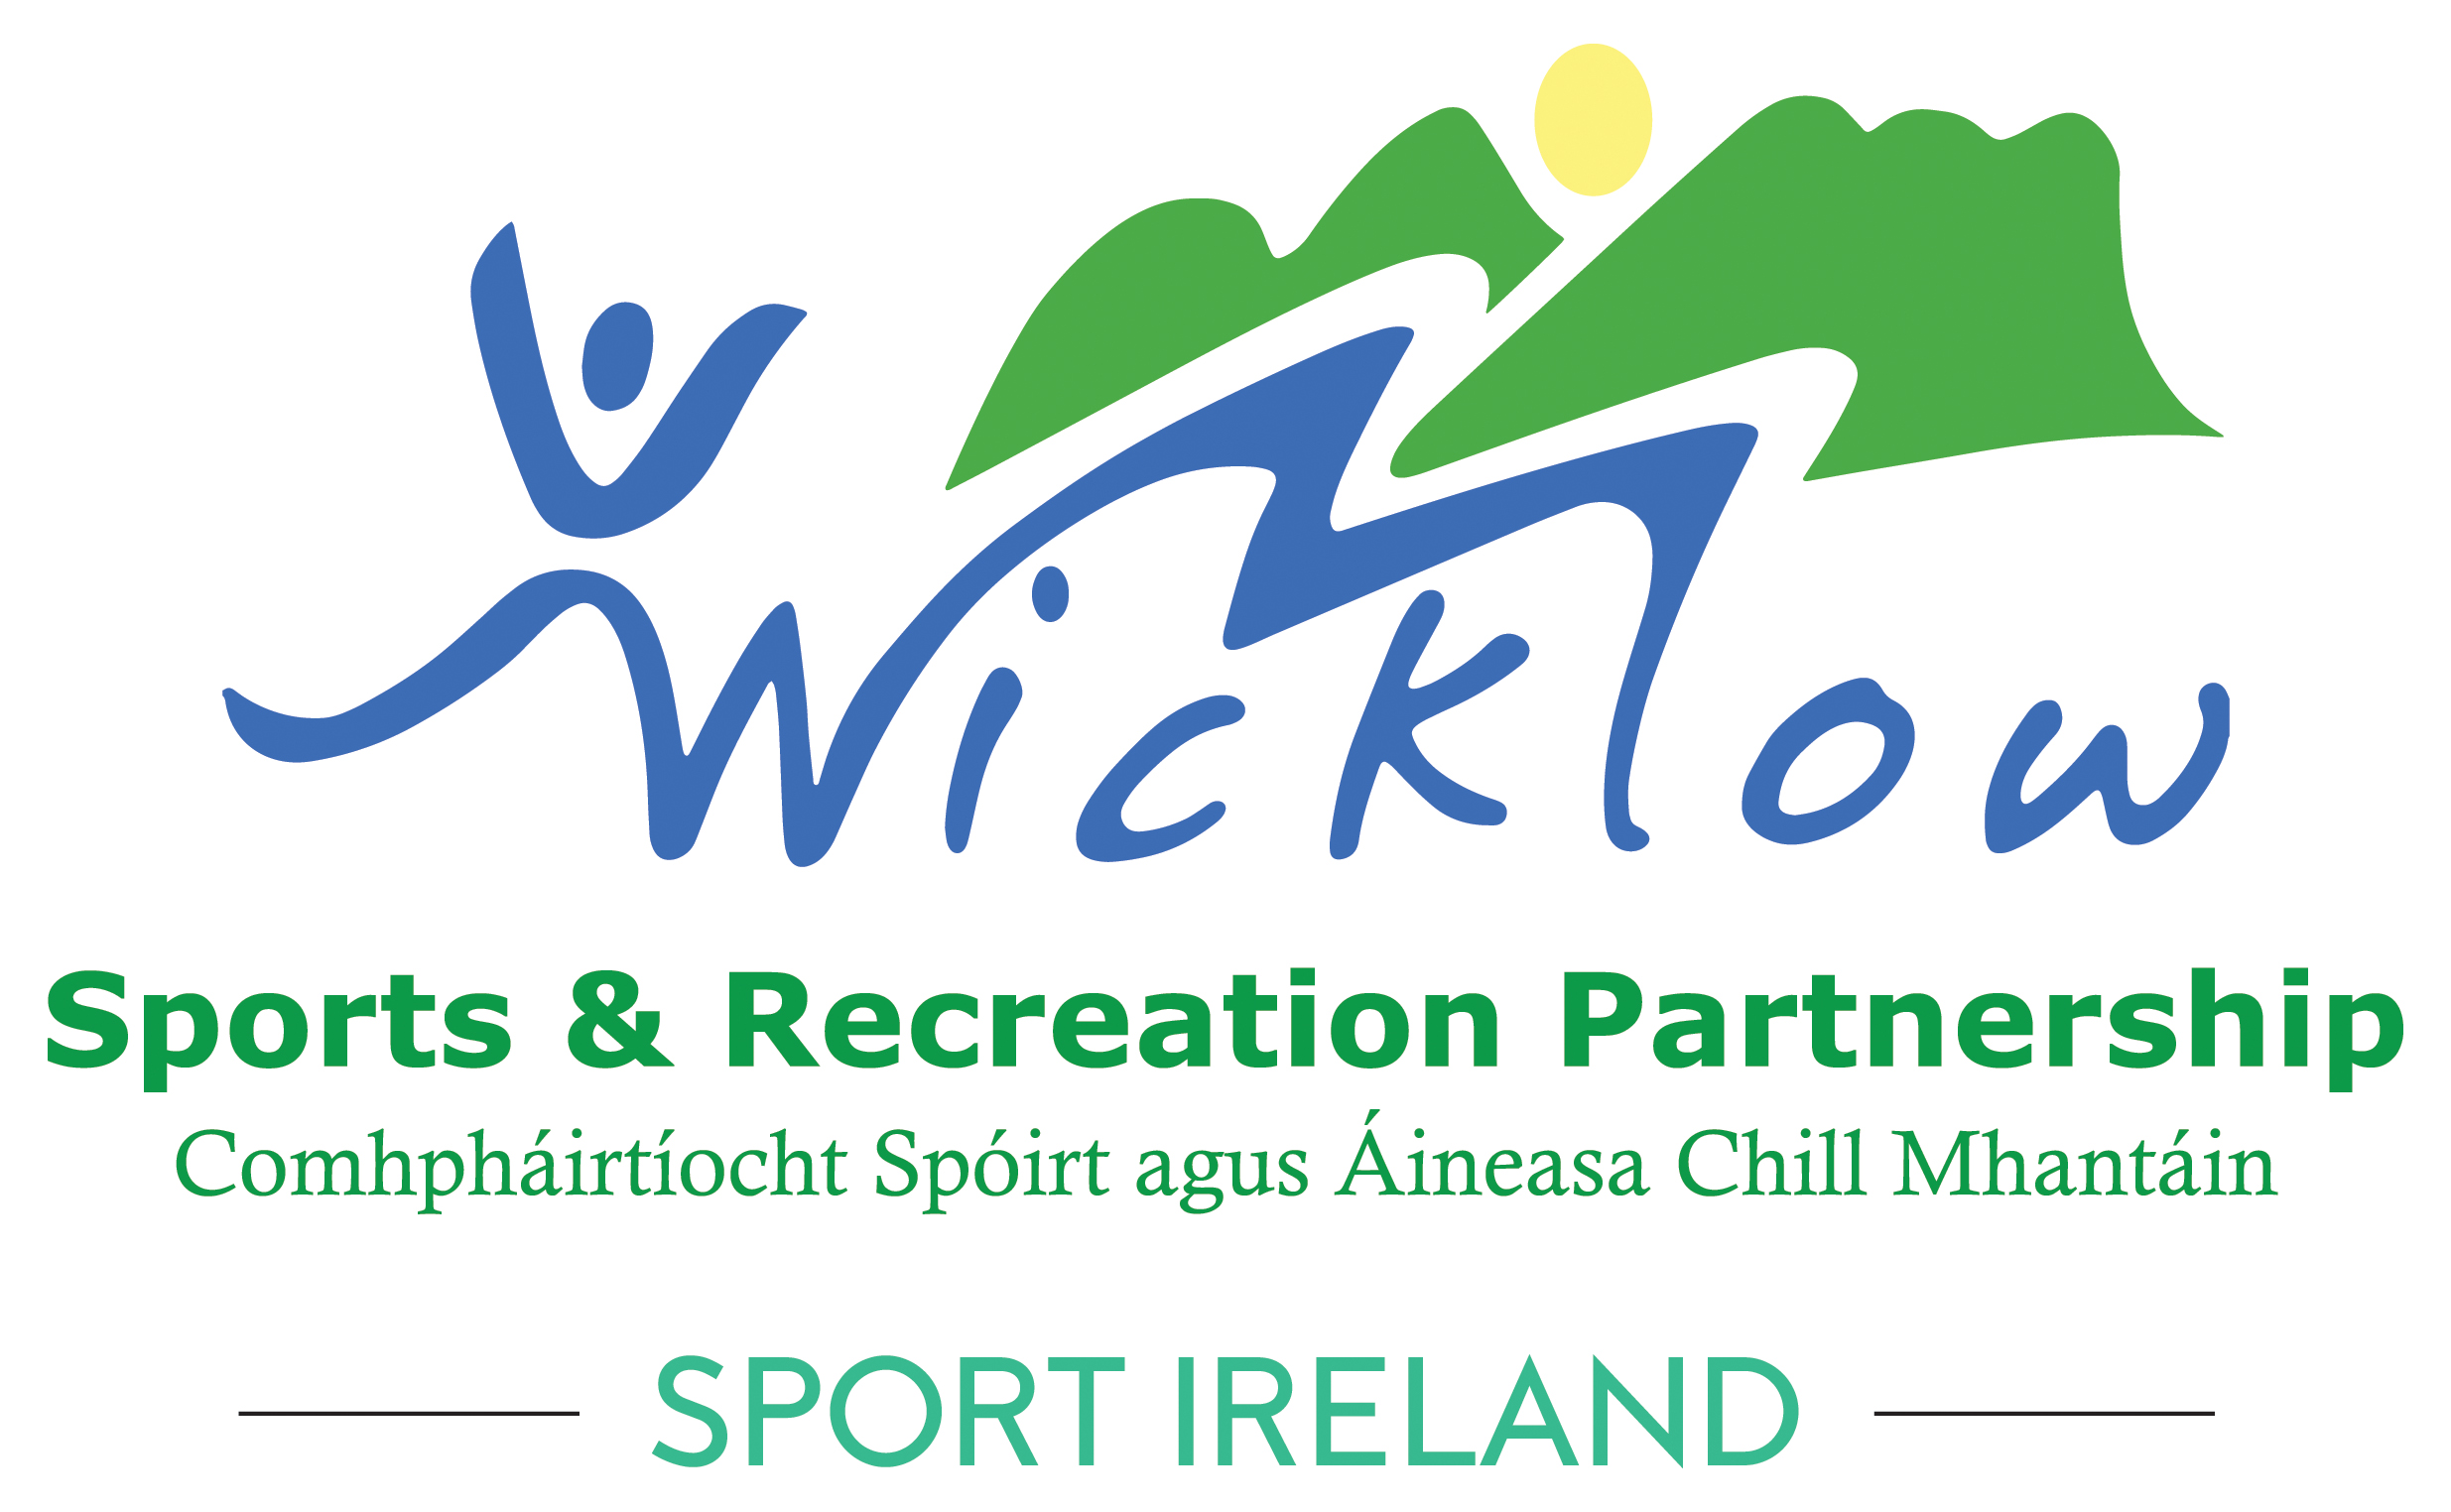 WicKlow
Sports & Recreation Partnership
Comhpháirtíocht Spóirt agus Áineasa Chill Mhantáin
SPORT IRELAND